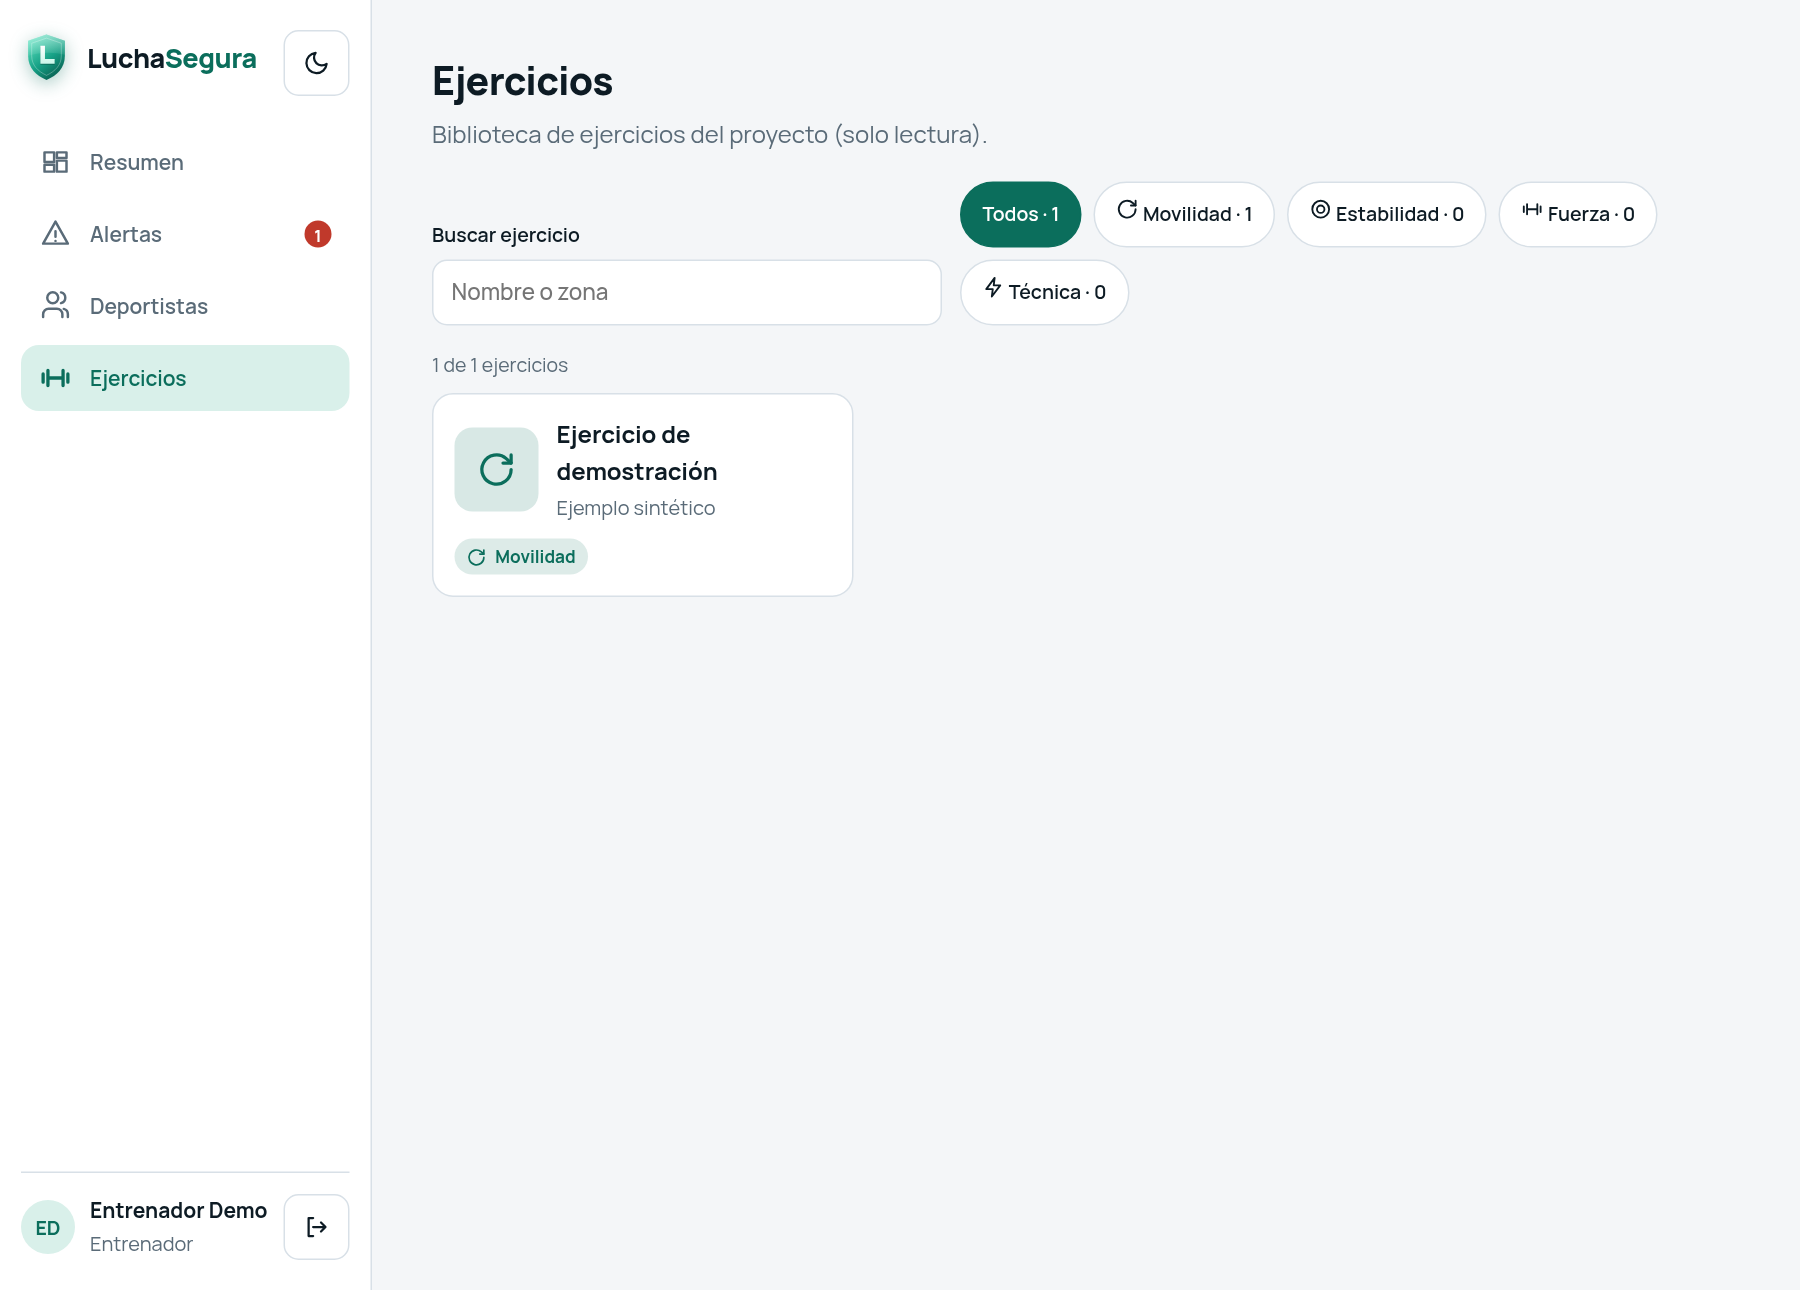 LuchaSegura
Resumen
Alertas
1
Deportistas
Ejercicios
Entrenador Demo
ED
Entrenador
Ejercicios
Biblioteca de ejercicios del proyecto (solo lectura).
Buscar ejercicio
Nombre o zona
Todos · 1
Movilidad · 1
Estabilidad · 0
Fuerza · 0
Técnica · 0
1 de 1 ejercicios
Ejercicio de
demostración
Ejemplo sintético
Movilidad